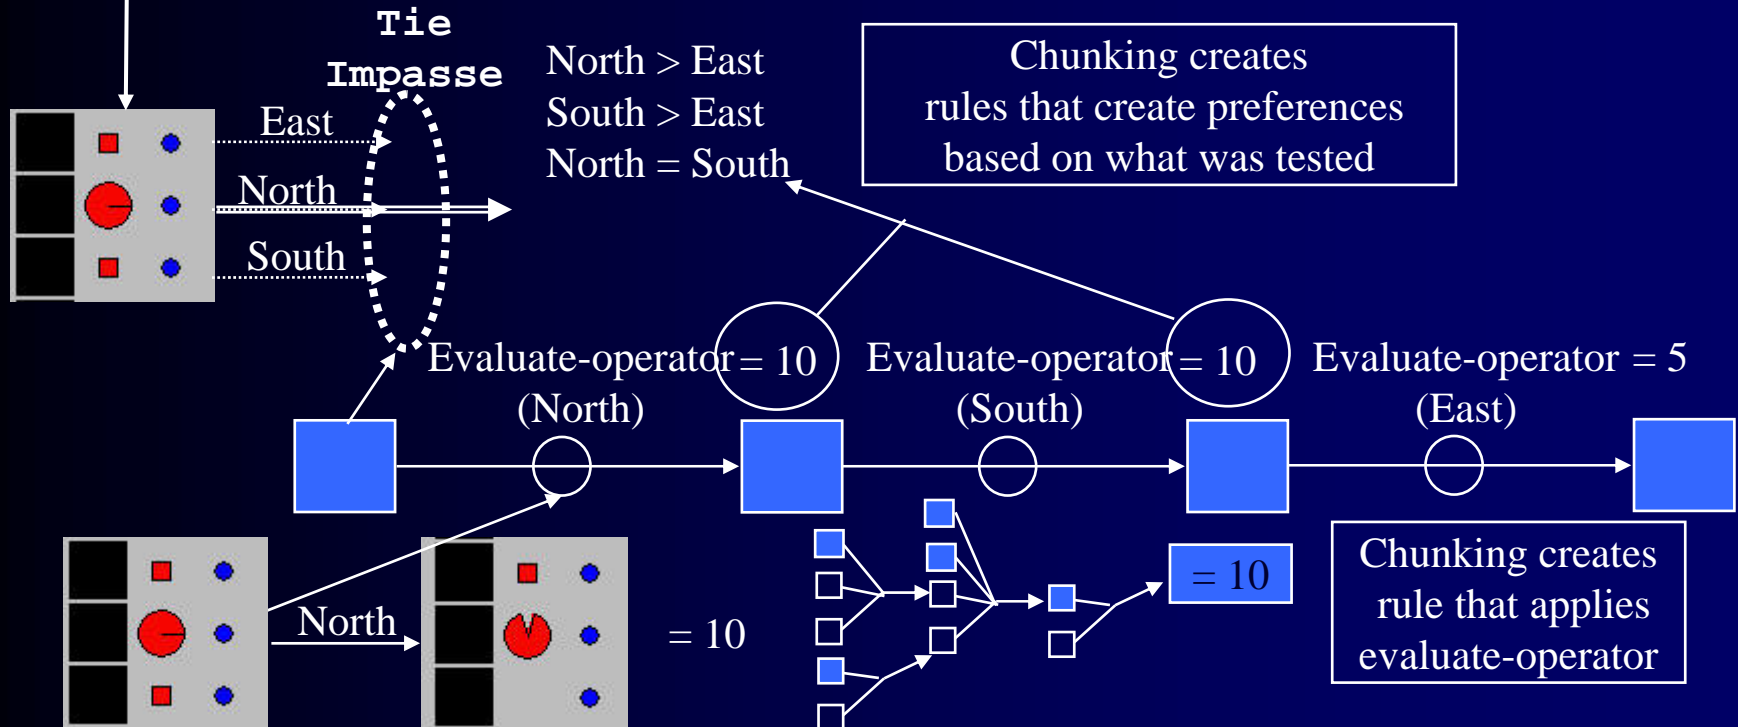 Tie
Impasse
North > East
South > East
North = South
Chunking creates
rules that create preferences
based on what was tested
East
North
South
Evaluate-operator = 10
(North)
Evaluate-operator = 10
(South)
Evaluate-operator = 5
(East)
North
= 10
= 10
Chunking creates
rule that applies
evaluate-operator